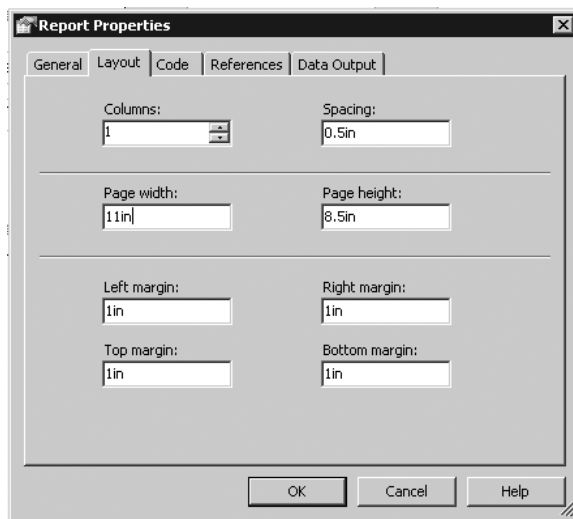 Report Properties
General Layout Code References Data Output
Columns: Spacing:
1 0.5in
Page width: Page height:
11in 8.5in
Left margin: Right margin:
1in 1in
Top margin: Bottom margin:
1in 1in
OK Cancel Help